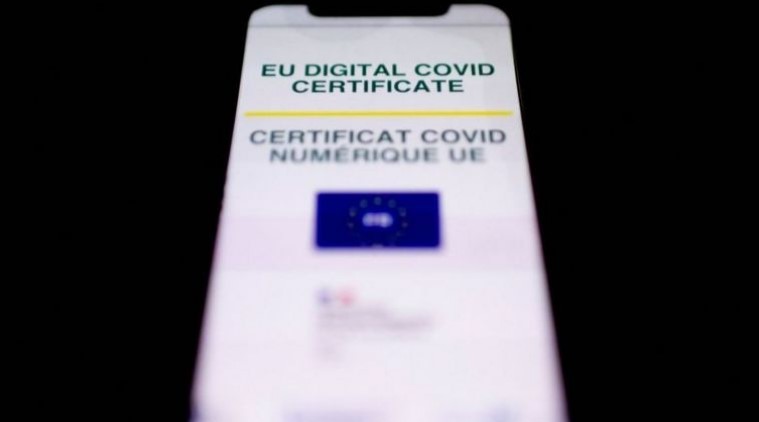 EU DIGITAL COVID
CERTIFICATE
CERTIFICAT COVID
NUMÉRIQUE UE